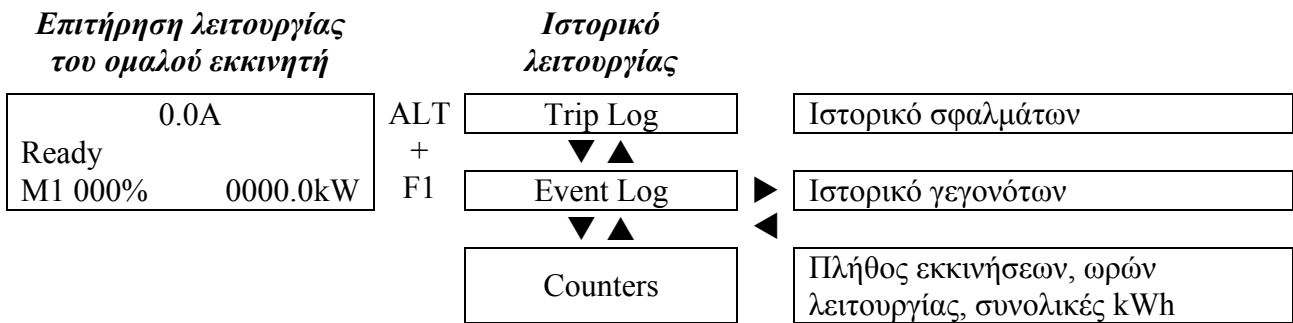 Επιτήρηση λειτουργίας
του ομαλού εκκινητή
Ιστορικό
λειτουργίας
0.0A
Ready
M1 000% 0000.0kW
ALT
+
F1
Trip Log
▼ ▲
Event Log
▼ ▲
Counters
▶
◀
Ιστορικό σφαλμάτων
Ιστορικό γεγονότων
Πλήθος εκκινήσεων, ωρών
λειτουργίας, συνολικές kWh